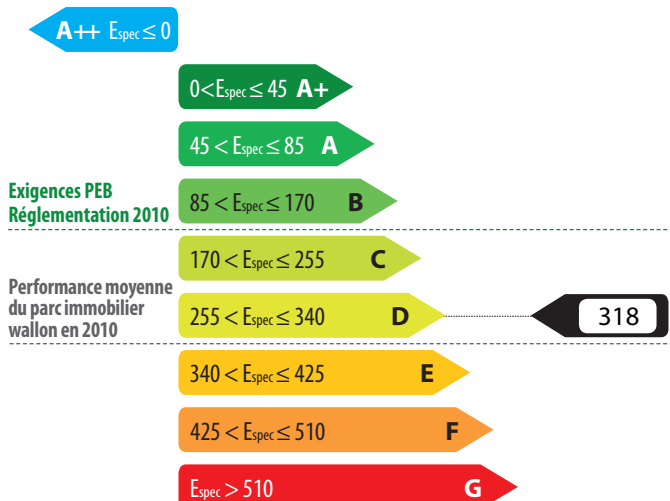 A++ Espec ≤ 0
0 < Espec ≤ 45 A+
45 < Espec ≤ 85 A
Exigences PEB
Réglementation 2010
85 < Espec ≤ 170 B
170 < Espec ≤ 255 C
Performance moyenne
du parc immobilier
wallon en 2010
255 < Espec ≤ 340 D
318
340 < Espec ≤ 425 E
425 < Espec ≤ 510 F
Espec > 510 G